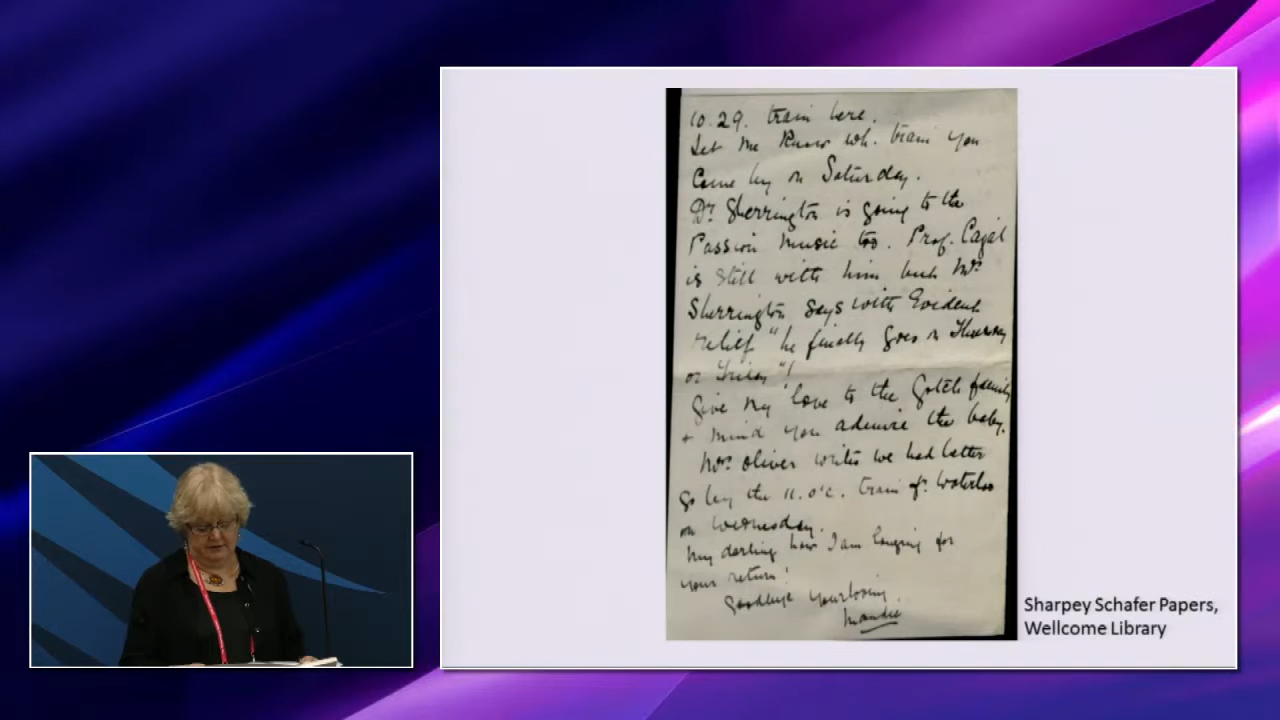 10.29. train here.
Let me know wh. train you
come by on Saturday.
Dr Sherrington is going to the
Passion Music too. Prof. Cajal
is still with him but Mrs
Sherrington says with evident
relief "he finally goes on Thursday
or Friday"!
Give my love to the Gotch family
& mind you admire the baby.
Mrs Oliver writes we had better
go by the 11.o'c. train fr. Waterloo
on Wednesday.
My darling how I am longing for
your return!
Goodbye your loving
Maudie
Sharpey Schafer Papers,
Wellcome Library